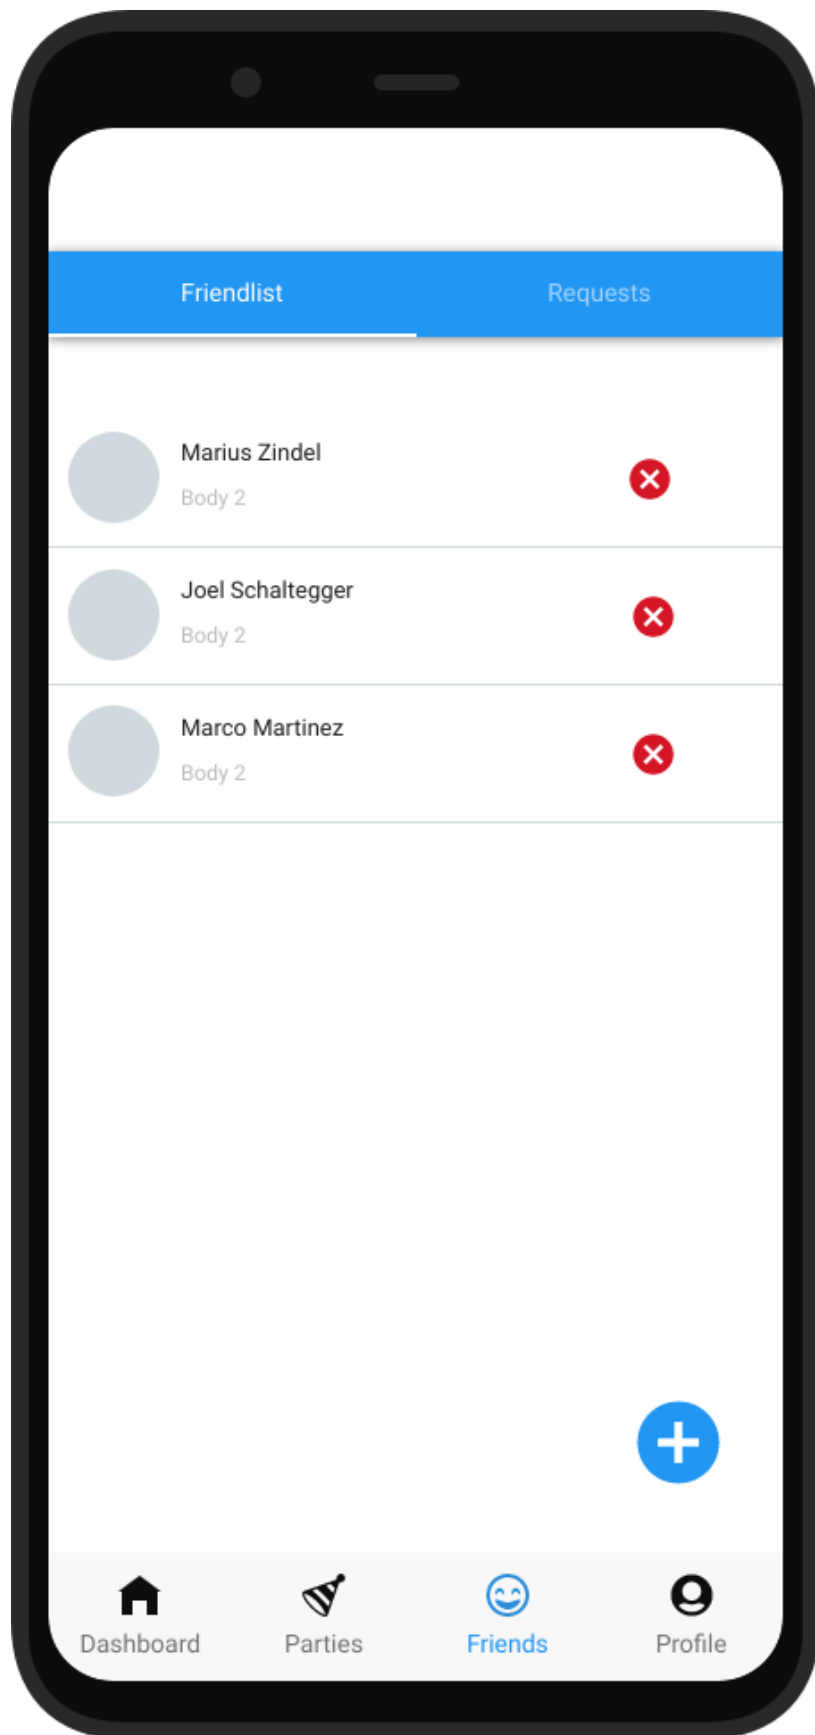 Friendlist Requests
Marius Zindel
Body 2
Joel Schaltegger
Body 2
Marco Martinez
Body 2
Dashboard Parties Friends Profile